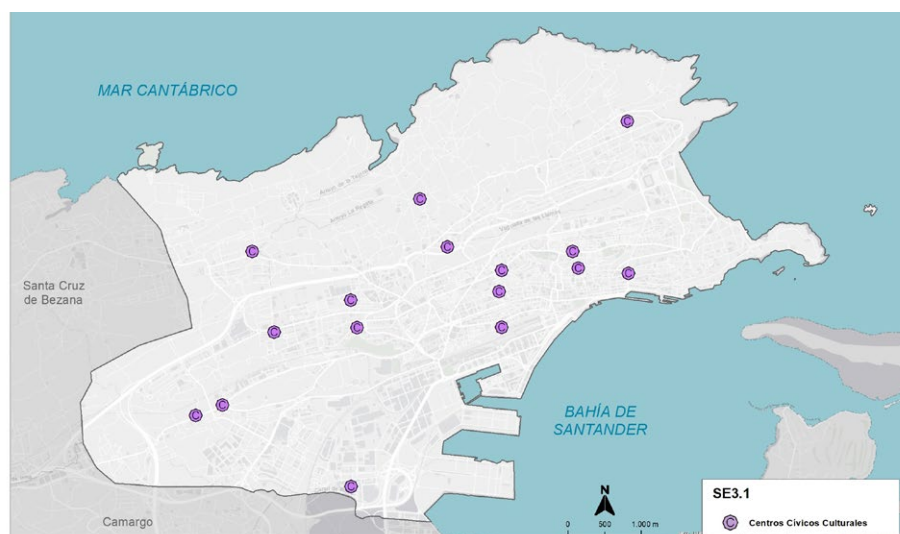 MAR CANTÁBRICO
Santa Cruz
de Bezana
BAHÍA DE
SANTANDER
Camargo
N
0 500 1.000 m
SE3.1
C Centros Cívicos Culturales